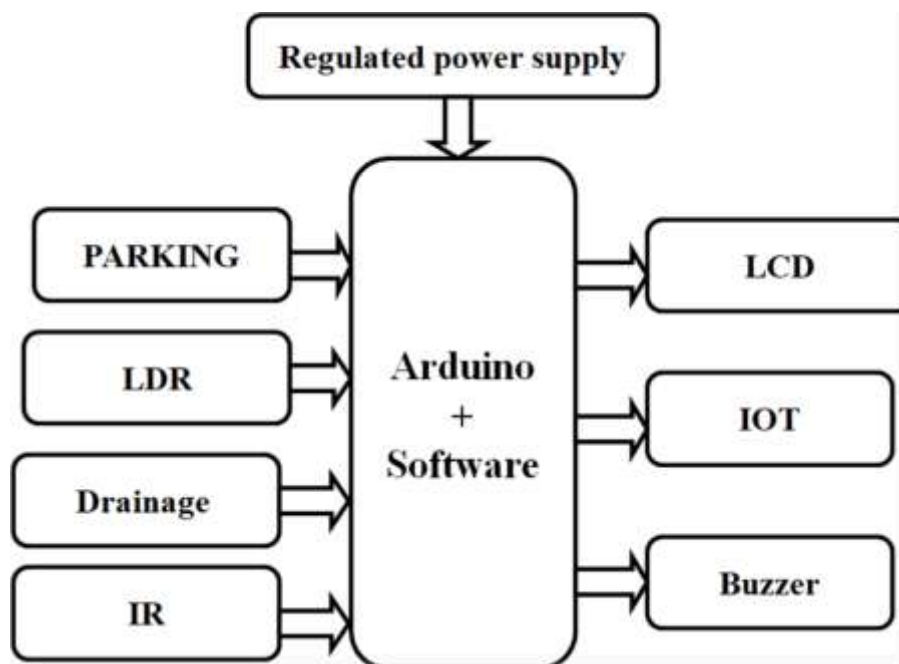 Regulated power supply
PARKING
LDR
Drainage
IR
Arduino
+
Software
LCD
IOT
Buzzer